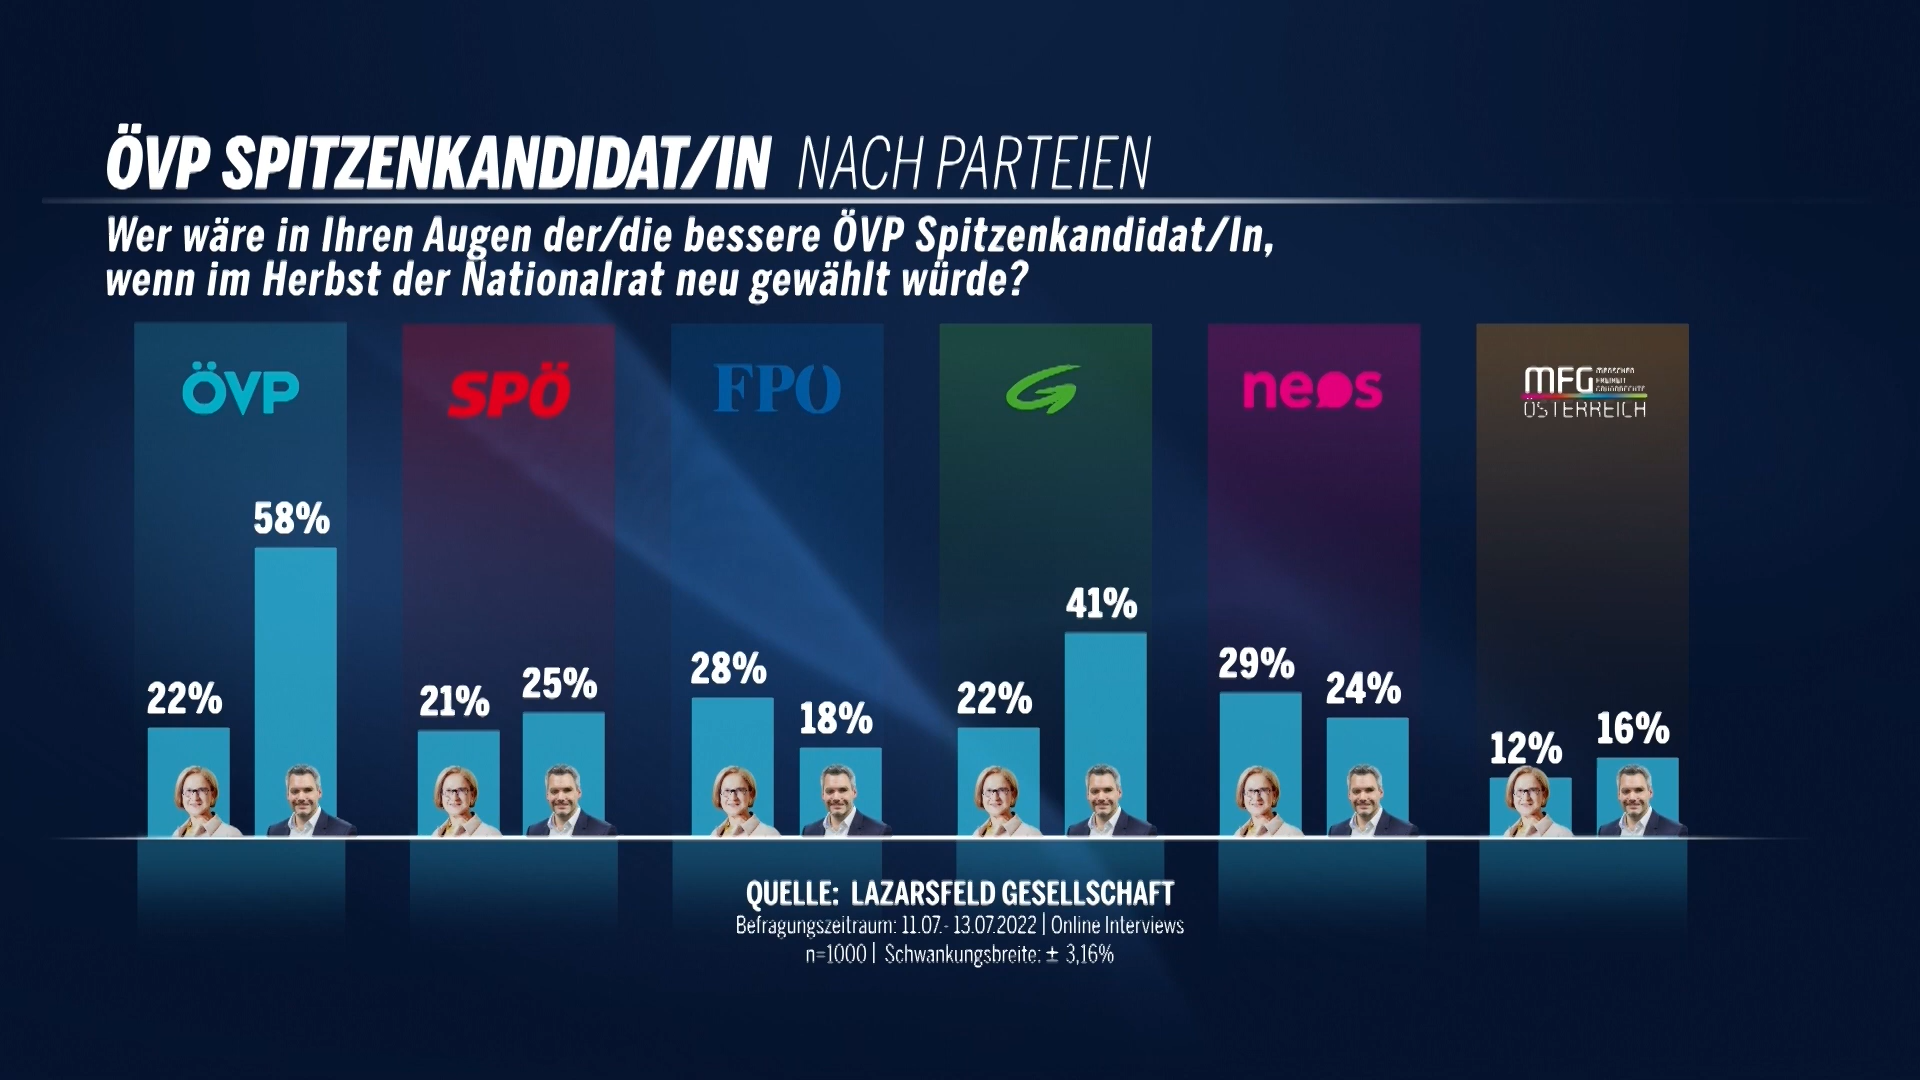 ÖVP SPITZENKANDIDAT/IN NACH PARTEIEN
Wer wäre in Ihren Augen der/die bessere ÖVP Spitzenkandidat/In,
wenn im Herbst der Nationalrat neu gewählt würde?
ÖVP
SPÖ
FPÖ
G
neos
MFG
MENSCHEN
FREIHEIT
GRUNDRECHTE
ÖSTERREICH
22%
58%
21%
25%
28%
18%
22%
41%
29%
24%
12%
16%
QUELLE: LAZARSFELD GESELLSCHAFT
Befragungszeitraum: 11.07.- 13.07.2022 | Online Interviews
n=1000 | Schwankungsbreite: ± 3,16%